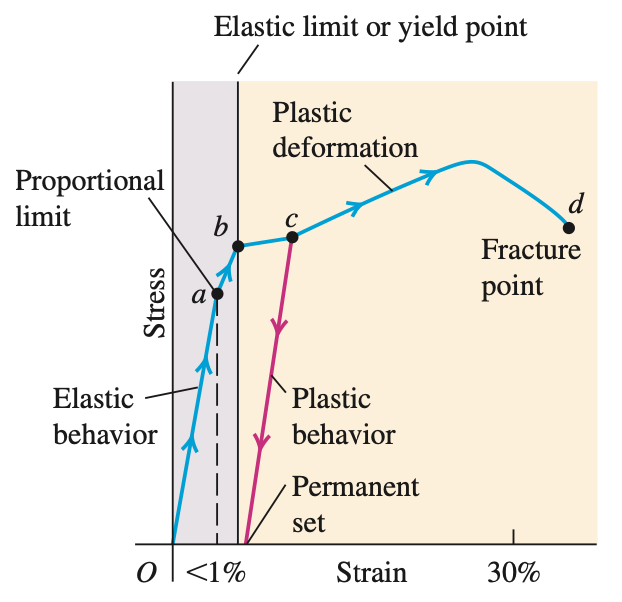 Elastic limit or yield point
Plastic
deformation
Proportional
limit
b
c
d
Fracture
point
a
Stress
Elastic
behavior
Plastic
behavior
Permanent
set
O
<1%
Strain
30%